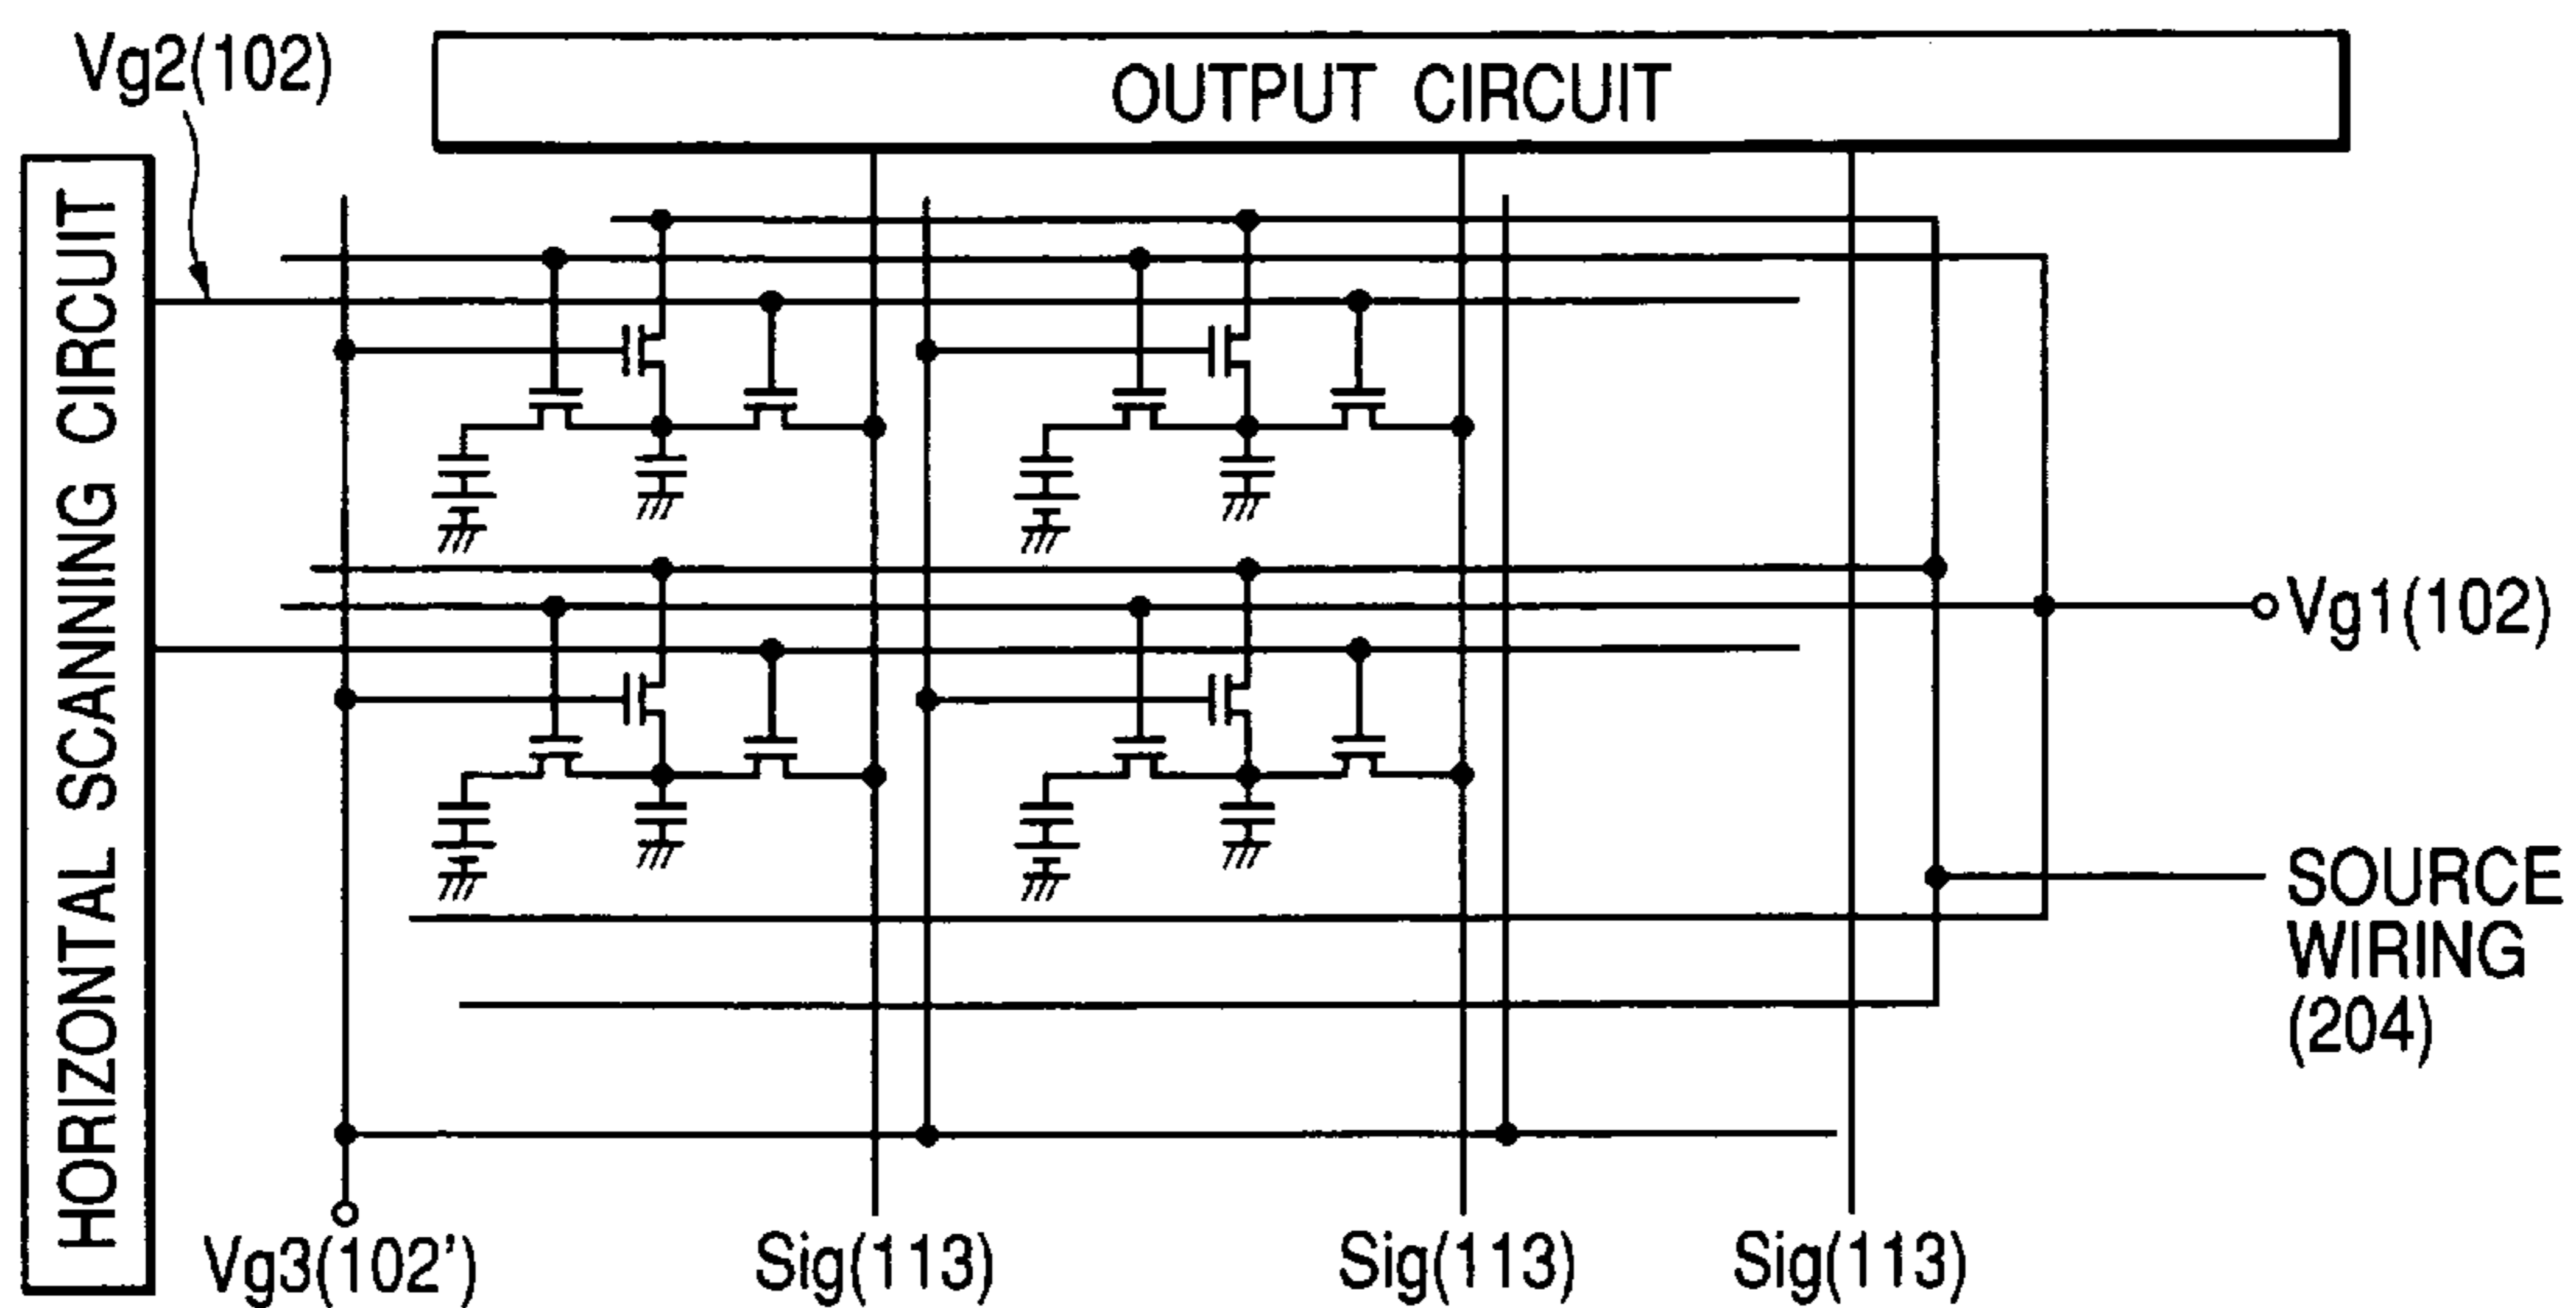 Vg2(102)
OUTPUT CIRCUIT
HORIZONTAL SCANNING CIRCUIT
Vg1(102)
SOURCE
WIRING
(204)
Vg3(102')
Sig(113)
Sig(113)
Sig(113)